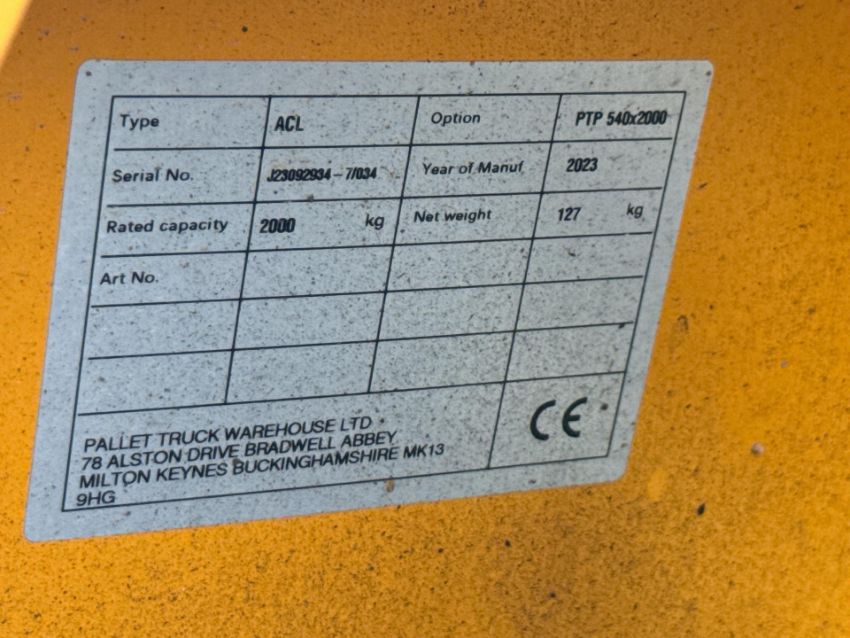 Type ACL Option PTP 540x2000
Serial No. J23092934-7/034 Year of Manuf 2023
Rated capacity 2000 kg Net weight 127 kg
Art No.
PALLET TRUCK WAREHOUSE LTD
78 ALSTON DRIVE BRADWELL ABBEY
MILTON KEYNES BUCKINGHAMSHIRE MK13
9HG
CE